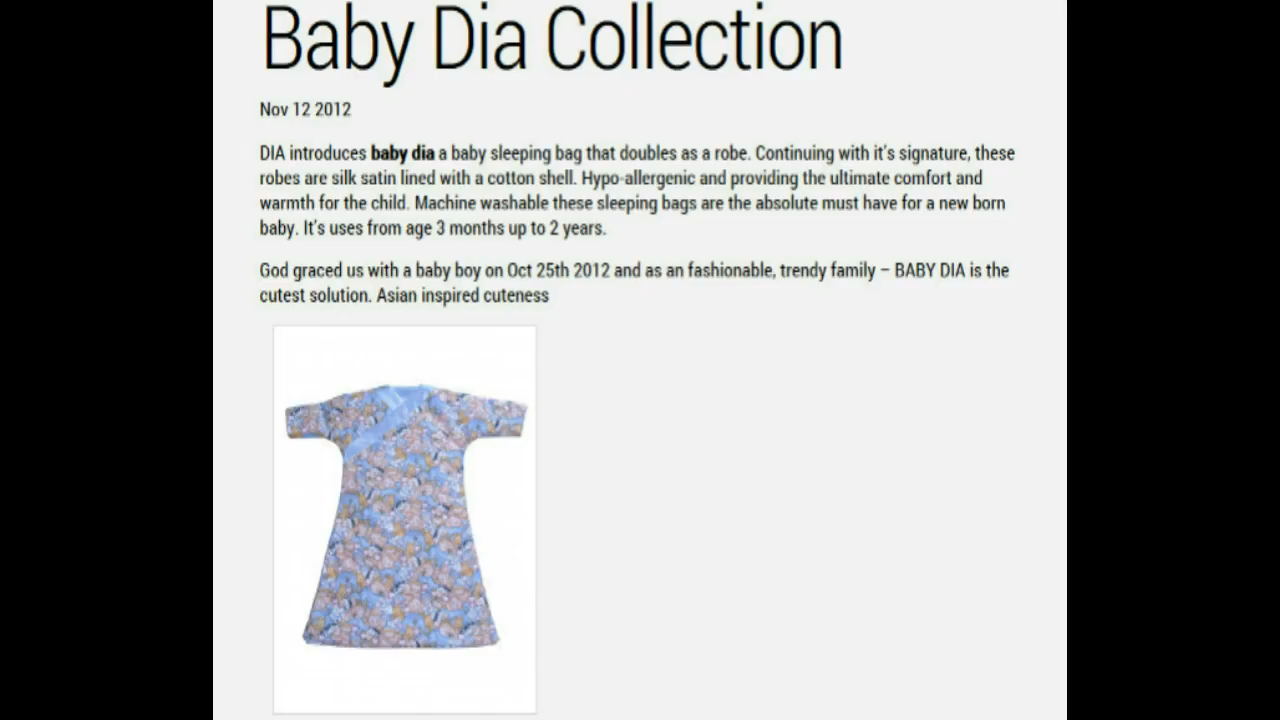 Baby Dia Collection
Nov 12 2012
DIA introduces baby dia a baby sleeping bag that doubles as a robe. Continuing with it's signature, these
robes are silk satin lined with a cotton shell. Hypo-allergenic and providing the ultimate comfort and
warmth for the child. Machine washable these sleeping bags are the absolute must have for a new born
baby. It's uses from age 3 months up to 2 years.
God graced us with a baby boy on Oct 25th 2012 and as an fashionable, trendy family – BABY DIA is the
cutest solution. Asian inspired cuteness